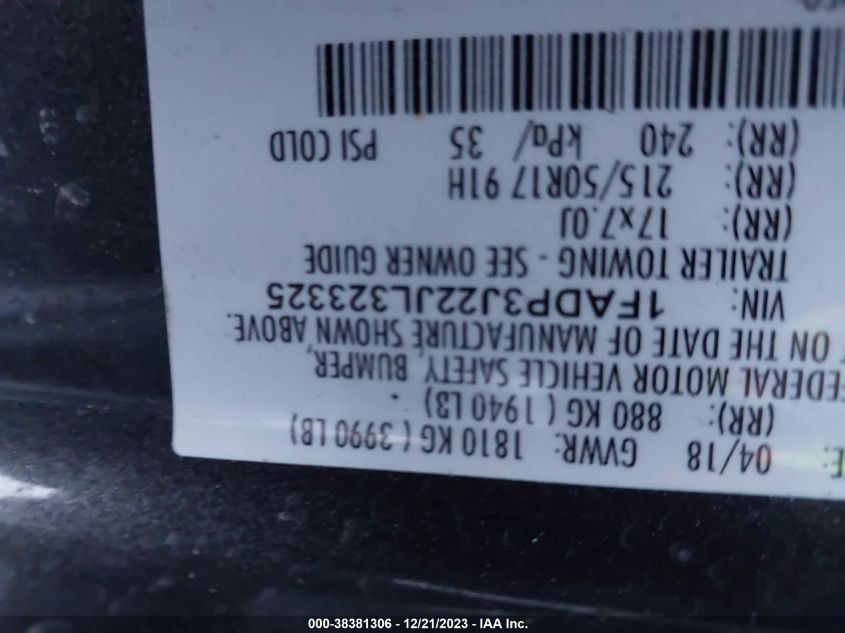 E: 04/18 GVWR: 1810 KG ( 3990 LB)
(RR): 880 KG ( 1940 LB)
FEDERAL MOTOR VEHICLE SAFETY, BUMPER,
T ON THE DATE OF MANUFACTURE SHOWN ABOVE.
VIN: 1FADP3J22JL323325
TRAILER TOWING - SEE OWNER GUIDE
(RR): 17x7.0J
(RR): 215/50R17 91H
(RR): 240 kPa/ 35 PSI COLD
000-38381306 - 12/21/2023 - IAA Inc.